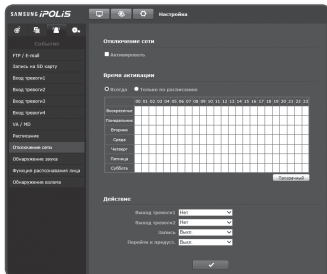 SAMSUNG iPOLiS
Настройка
События
FTP / E-mail
Запись на SD карту
Вход тревоги1
Вход тревоги2
Вход тревоги3
Вход тревоги4
VA / MD
Расписание
Отключение сети
Обнаружение звука
Функция распознавания лица
Обнаружение взлома
Отключение сети
Активировать
Время активации
Всегда Только по расписанию
00 01 02 03 04 05 06 07 08 09 10 11 12 13 14 15 16 17 18 19 20 21 22 23
Воскресенье
Понедельник
Вторник
Среда
Четверг
Пятница
Суббота
Прозрачный
Действие
Выход тревоги1 Нет
Выход тревоги2 Нет
Запись Выкл
Перейти к предуст. Выкл